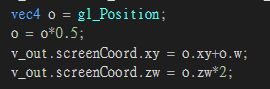 vec4 o = gl_Position;
o = o*0.5;
v_out.screenCoord.xy = o.xy+o.w;
v_out.screenCoord.zw = o.zw*2;